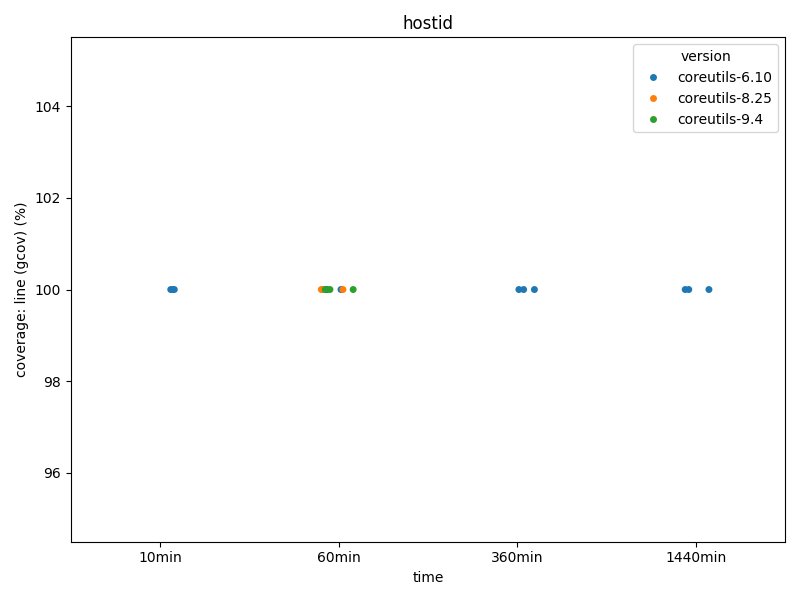 hostid
version
coreutils-6.10
coreutils-8.25
coreutils-9.4
coverage: line (gcov) (%)
104
102
100
98
96
10min
60min
360min
1440min
time